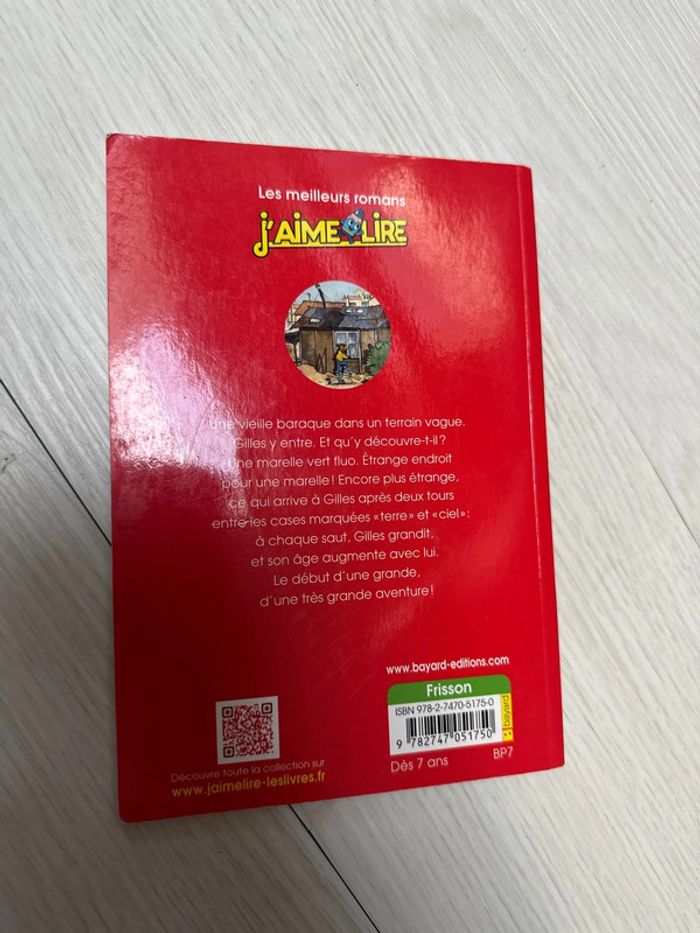 Les meilleurs romans
J'AIME LIRE
Une vieille baraque dans un terrain vague.
Gilles y entre. Et qu'y découvre-t-il ?
Une marelle vert fluo. Étrange endroit
pour une marelle ! Encore plus étrange,
ce qui arrive à Gilles après deux tours
entre les cases marquées « terre » et « ciel » :
à chaque saut, Gilles grandit,
et son âge augmente avec lui.
Le début d'une grande,
d'une très grande aventure !
www.bayard-editions.com
Frisson
ISBN 978-2-7470-5175-0
bayard
9 782747 051750
Dès 7 ans
BP7
Découvre toute la collection sur
www.jaimelire-leslivres.fr